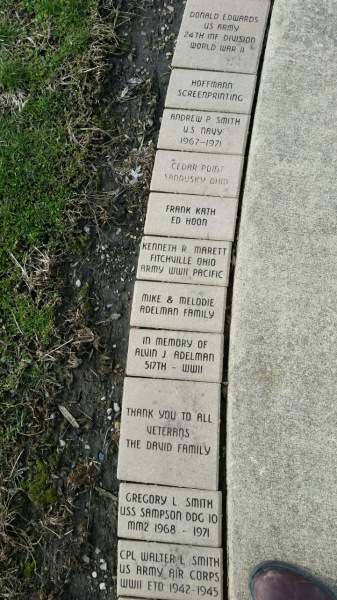 DONALD EDWARDS
US ARMY
24TH INF DIVISION
WORLD WAR II
HOFFMANN
SCREENPRINTING
ANDREW P. SMITH
U.S. NAVY
1967-1971
CEDAR POINT
SANDUSKY OHIO
FRANK KATH
ED HOON
KENNETH R. MARETT
FITCHVILLE OHIO
ARMY WWII PACIFIC
MIKE & MELODIE
ADELMAN FAMILY
IN MEMORY OF
ALVIN J. ADELMAN
517TH - WWII
THANK YOU TO ALL
VETERANS
THE DAVID FAMILY
GREGORY L. SMITH
USS SAMPSON DDG 10
MM2 1968 - 1971
CPL WALTER L. SMITH
US ARMY AIR CORPS
WWII ETO 1942-1945